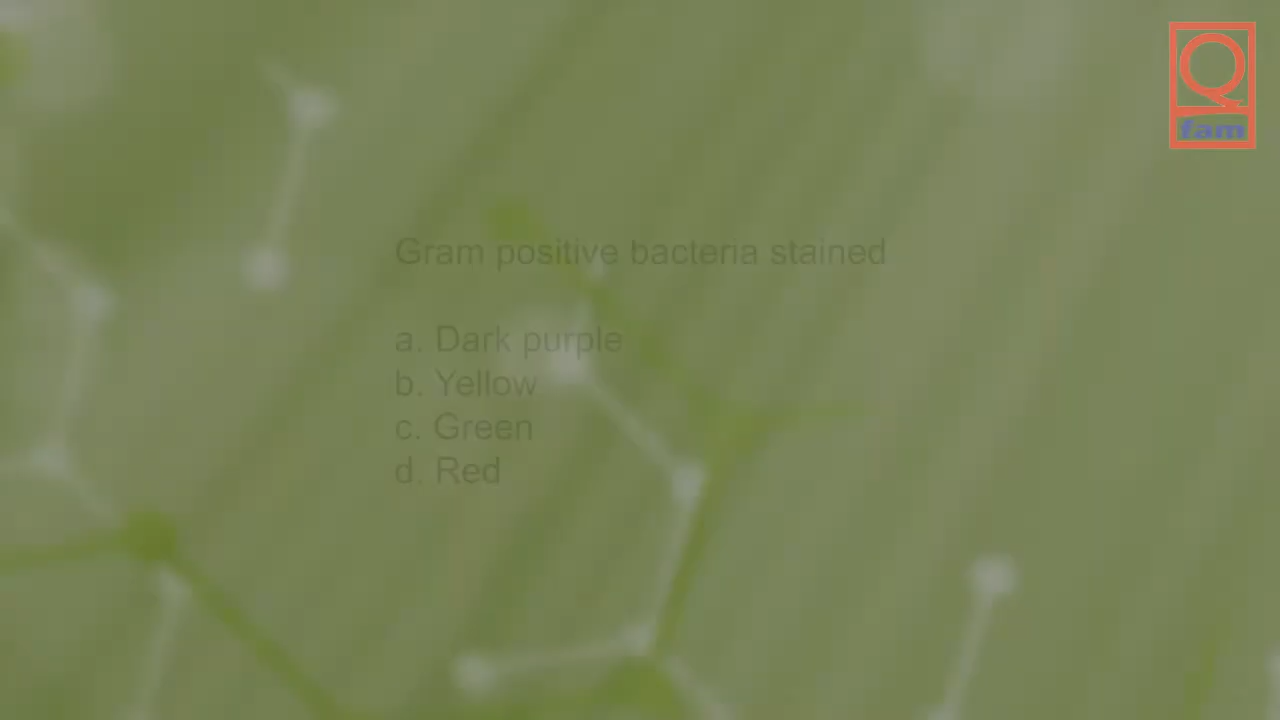 Q
fam
Gram positive bacteria stained
a. Dark purple
b. Yellow
c. Green
d. Red